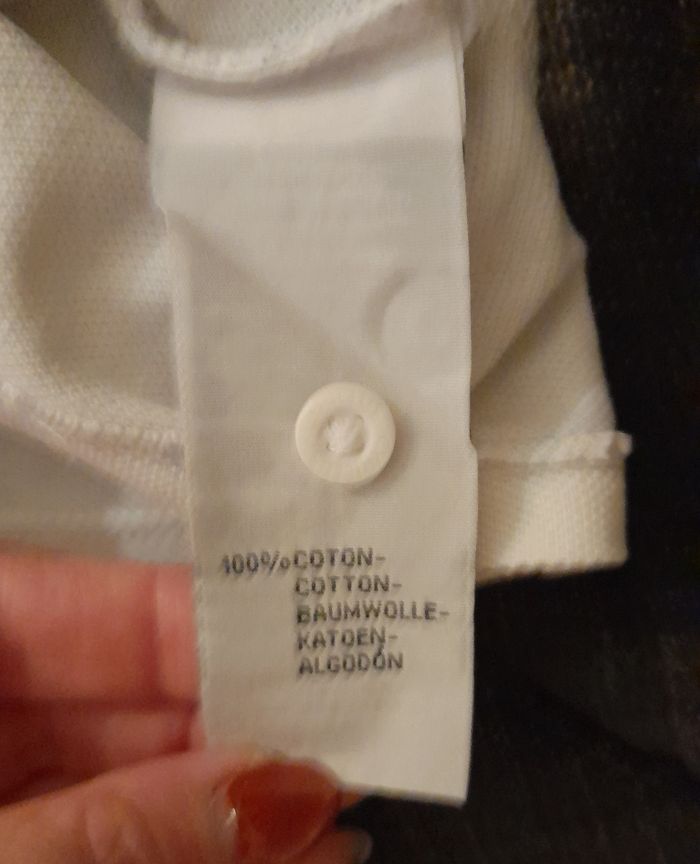 100%COTON-
COTTON-
BAUMWOLLE-
KATOEN-
ALGODÓN